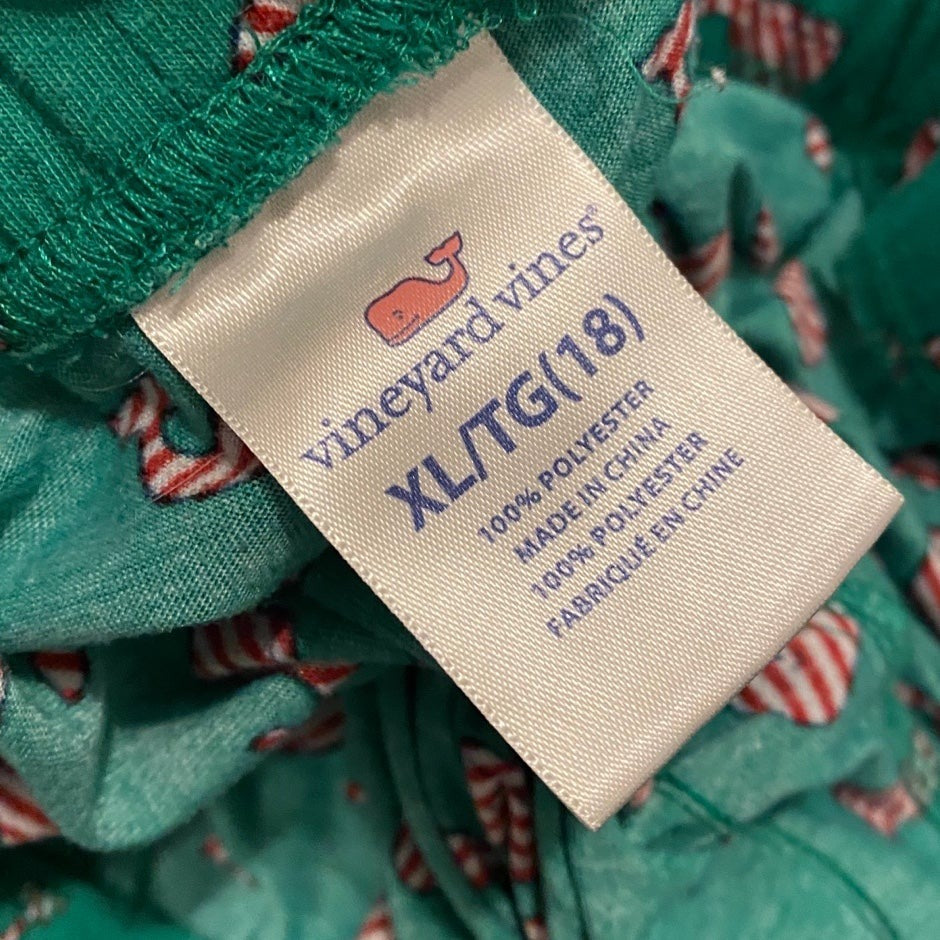 vineyard vines®
XL/TG(18)
100% POLYESTER
MADE IN CHINA
100% POLYESTER
FABRIQUÉ EN CHINE